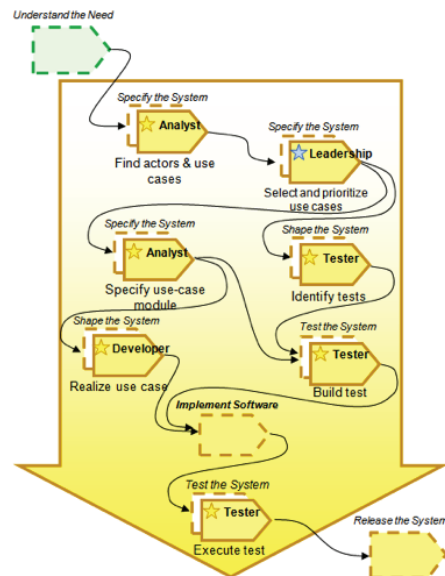 Understand the Need
Specify the System
Analyst
Find actors & use
cases
Specify the System
Leadership
Select and prioritize
use cases
Specify the System
Analyst
Specify use-case
module
Shape the System
Tester
Identify tests
Shape the System
Developer
Realize use case
Test the System
Tester
Build test
Implement Software
Test the System
Tester
Execute test
Release the System